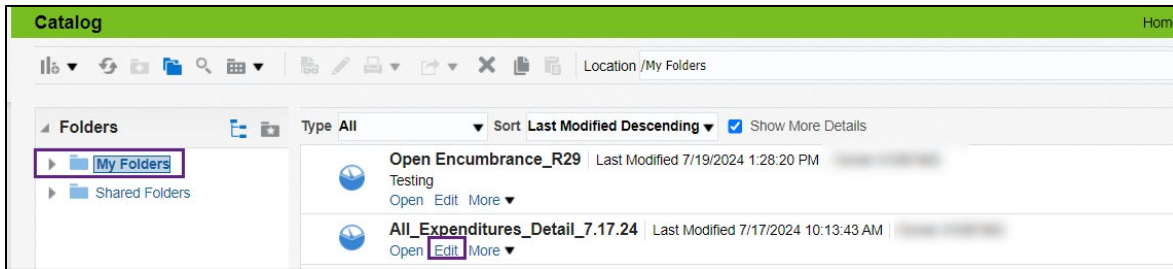 Catalog
Hom
Location /My Folders
Folders
Type All Sort Last Modified Descending Show More Details
My Folders
Shared Folders
Open Encumbrance_R29 Last Modified 7/19/2024 1:28:20 PM
Testing
Open Edit More
All_Expenditures_Detail_7.17.24 Last Modified 7/17/2024 10:13:43 AM
Open Edit More